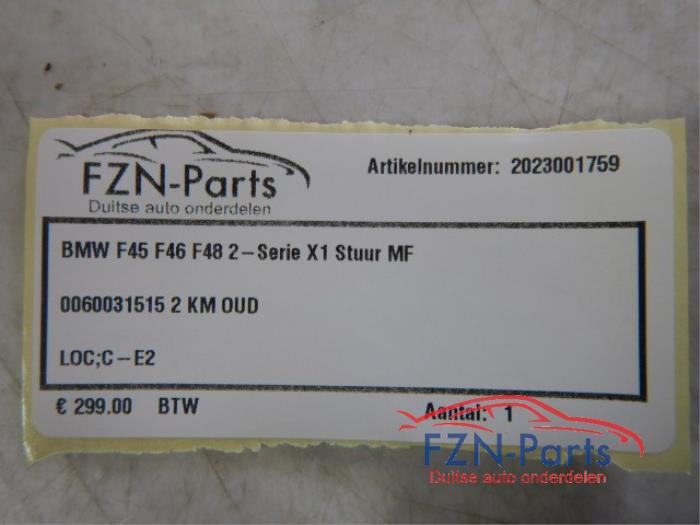 FZN-Parts
Duitse auto onderdelen
Artikelnummer: 2023001759
BMW F45 F46 F48 2-Serie X1 Stuur MF
0060031515 2 KM OUD
LOC;C-E2
€ 299.00 BTW
Aantal: 1
FZN-Parts
Duitse auto onderdelen